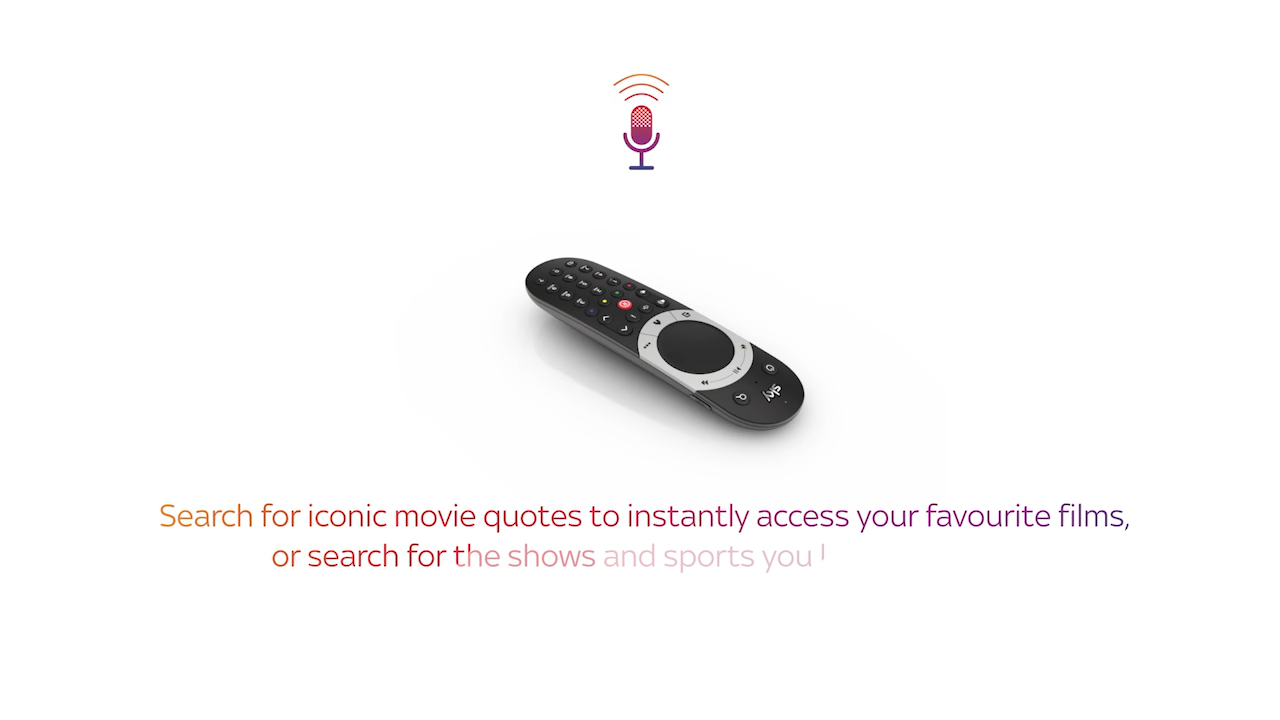 sky
Search for iconic movie quotes to instantly access your favourite films,
or search for the shows and sports you